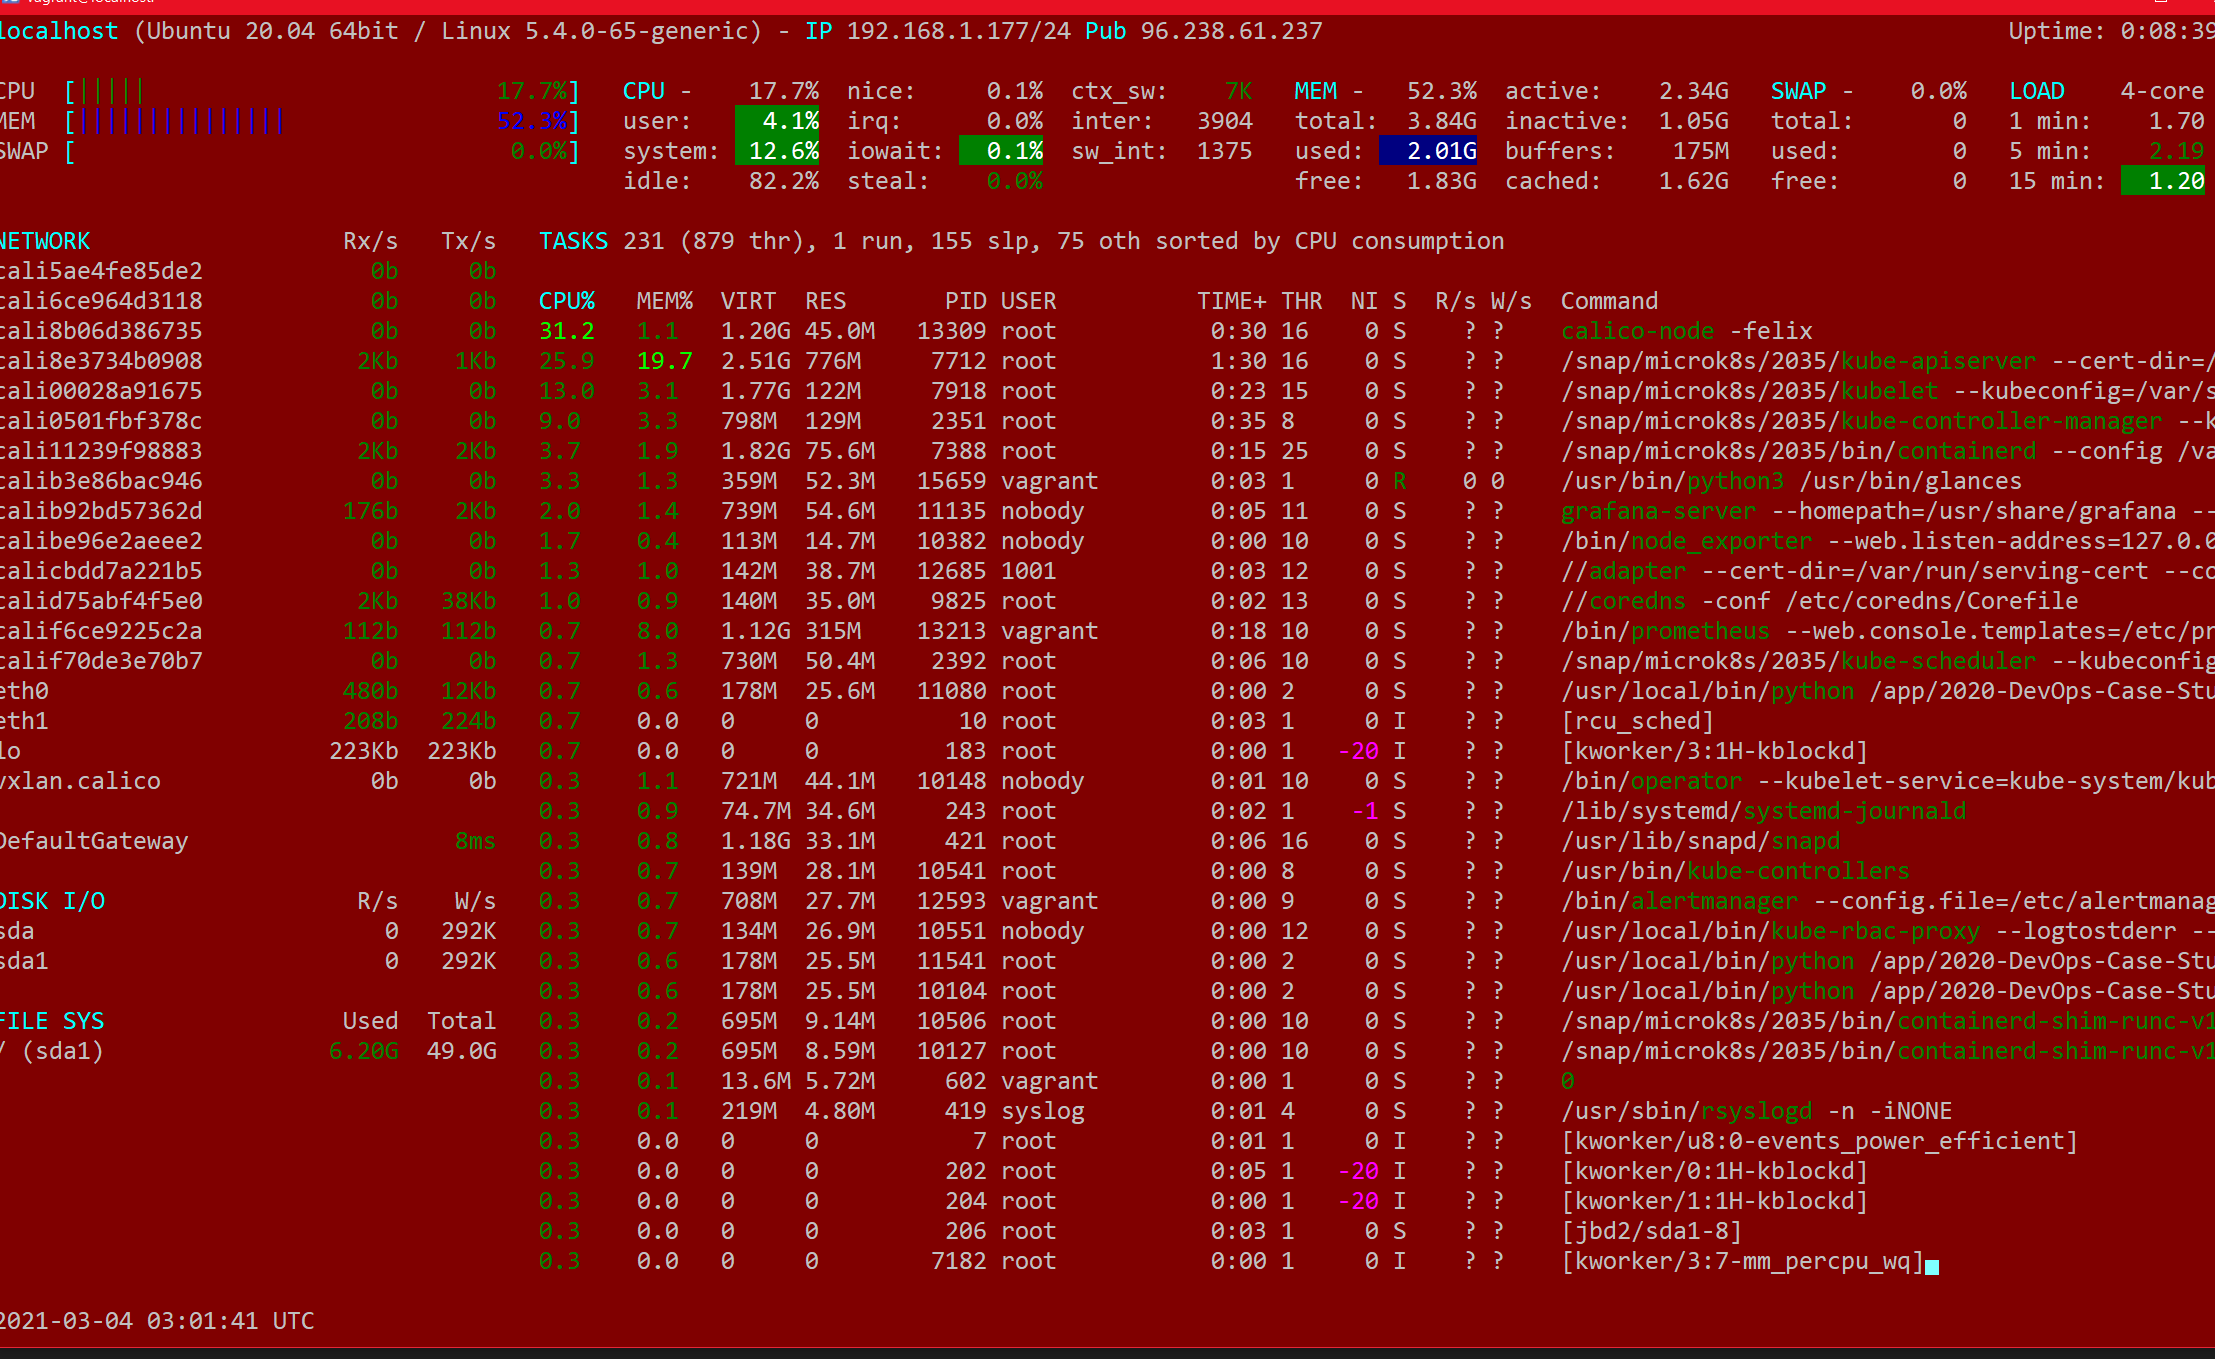 localhost (Ubuntu 20.04 64bit / Linux 5.4.0-65-generic) - IP 192.168.1.177/24 Pub 96.238.61.237 Uptime: 0:08:39
CPU [||||| 17.7%] CPU - 17.7% nice: 0.1% ctx_sw: 7K MEM - 52.3% active: 2.34G SWAP - 0.0% LOAD 4-core
MEM [||||||||||||||| 52.3%] user: 4.1% irq: 0.0% inter: 3904 total: 3.84G inactive: 1.05G total: 0 1 min: 1.70
SWAP [ 0.0%] system: 12.6% iowait: 0.1% sw_int: 1375 used: 2.01G buffers: 175M used: 0 5 min: 2.19
idle: 82.2% steal: 0.0% free: 1.83G cached: 1.62G free: 0 15 min: 1.20
NETWORK Rx/s Tx/s TASKS 231 (879 thr), 1 run, 155 slp, 75 oth sorted by CPU consumption
cali5ae4fe85de2 0b 0b
cali6ce964d3118 0b 0b CPU% MEM% VIRT RES PID USER TIME+ THR NI S R/s W/s Command
cali8b06d386735 0b 0b 31.2 1.1 1.20G 45.0M 13309 root 0:30 16 0 S ? ? calico-node -felix
cali8e3734b0908 2Kb 1Kb 25.9 19.7 2.51G 776M 7712 root 1:30 16 0 S ? ? /snap/microk8s/2035/kube-apiserver --cert-dir=/
cali00028a91675 0b 0b 13.0 3.1 1.77G 122M 7918 root 0:23 15 0 S ? ? /snap/microk8s/2035/kubelet --kubeconfig=/var/s
cali0501fbf378c 0b 0b 9.0 3.3 798M 129M 2351 root 0:35 8 0 S ? ? /snap/microk8s/2035/kube-controller-manager --k
cali11239f98883 2Kb 2Kb 3.7 1.9 1.82G 75.6M 7388 root 0:15 25 0 S ? ? /snap/microk8s/2035/bin/containerd --config /va
calib3e86bac946 0b 0b 3.3 1.3 359M 52.3M 15659 vagrant 0:03 1 0 R 0 0 /usr/bin/python3 /usr/bin/glances
calib92bd57362d 176b 2Kb 2.0 1.4 739M 54.6M 11135 nobody 0:05 11 0 S ? ? grafana-server --homepath=/usr/share/grafana --
calibe96e2aeee2 0b 0b 1.7 0.4 113M 14.7M 10382 nobody 0:00 10 0 S ? ? /bin/node_exporter --web.listen-address=127.0.0
calicbdd7a221b5 0b 0b 1.3 1.0 142M 38.7M 12685 1001 0:03 12 0 S ? ? //adapter --cert-dir=/var/run/serving-cert --co
calid75abf4f5e0 2Kb 38Kb 1.0 0.9 140M 35.0M 9825 root 0:02 13 0 S ? ? //coredns -conf /etc/coredns/Corefile
calif6ce9225c2a 112b 112b 0.7 8.0 1.12G 315M 13213 vagrant 0:18 10 0 S ? ? /bin/prometheus --web.console.templates=/etc/pr
calif70de3e70b7 0b 0b 0.7 1.3 730M 50.4M 2392 root 0:06 10 0 S ? ? /snap/microk8s/2035/kube-scheduler --kubeconfig
eth0 480b 12Kb 0.7 0.6 178M 25.6M 11080 root 0:00 2 0 S ? ? /usr/local/bin/python /app/2020-DevOps-Case-Stu
eth1 208b 224b 0.7 0.0 0 0 10 root 0:03 1 0 I ? ? [rcu_sched]
lo 223Kb 223Kb 0.7 0.0 0 0 183 root 0:00 1 -20 I ? ? [kworker/3:1H-kblockd]
vxlan.calico 0b 0b 0.3 1.1 721M 44.1M 10148 nobody 0:01 10 0 S ? ? /bin/operator --kubelet-service=kube-system/kub
0.3 0.9 74.7M 34.6M 243 root 0:02 1 -1 S ? ? /lib/systemd/systemd-journald
DefaultGateway 8ms 0.3 0.8 1.18G 33.1M 421 root 0:06 16 0 S ? ? /usr/lib/snapd/snapd
0.3 0.7 139M 28.1M 10541 root 0:00 8 0 S ? ? /usr/bin/kube-controllers
DISK I/O R/s W/s 0.3 0.7 708M 27.7M 12593 vagrant 0:00 9 0 S ? ? /bin/alertmanager --config.file=/etc/alertmanag
sda 0 292K 0.3 0.7 134M 26.9M 10551 nobody 0:00 12 0 S ? ? /usr/local/bin/kube-rbac-proxy --logtostderr --
sda1 0 292K 0.3 0.6 178M 25.5M 11541 root 0:00 2 0 S ? ? /usr/local/bin/python /app/2020-DevOps-Case-Stu
0.3 0.6 178M 25.5M 10104 root 0:00 2 0 S ? ? /usr/local/bin/python /app/2020-DevOps-Case-Stu
FILE SYS Used Total 0.3 0.2 695M 9.14M 10506 root 0:00 10 0 S ? ? /snap/microk8s/2035/bin/containerd-shim-runc-v1
/ (sda1) 6.20G 49.0G 0.3 0.2 695M 8.59M 10127 root 0:00 10 0 S ? ? /snap/microk8s/2035/bin/containerd-shim-runc-v1
0.3 0.1 13.6M 5.72M 602 vagrant 0:00 1 0 S ? ? 0
0.3 0.1 219M 4.80M 419 syslog 0:01 4 0 S ? ? /usr/sbin/rsyslogd -n -iNONE
0.3 0.0 0 0 7 root 0:01 1 0 I ? ? [kworker/u8:0-events_power_efficient]
0.3 0.0 0 0 202 root 0:05 1 -20 I ? ? [kworker/0:1H-kblockd]
0.3 0.0 0 0 204 root 0:00 1 -20 I ? ? [kworker/1:1H-kblockd]
0.3 0.0 0 0 206 root 0:03 1 0 S ? ? [jbd2/sda1-8]
0.3 0.0 0 0 7182 root 0:00 1 0 I ? ? [kworker/3:7-mm_percpu_wq]
2021-03-04 03:01:41 UTC